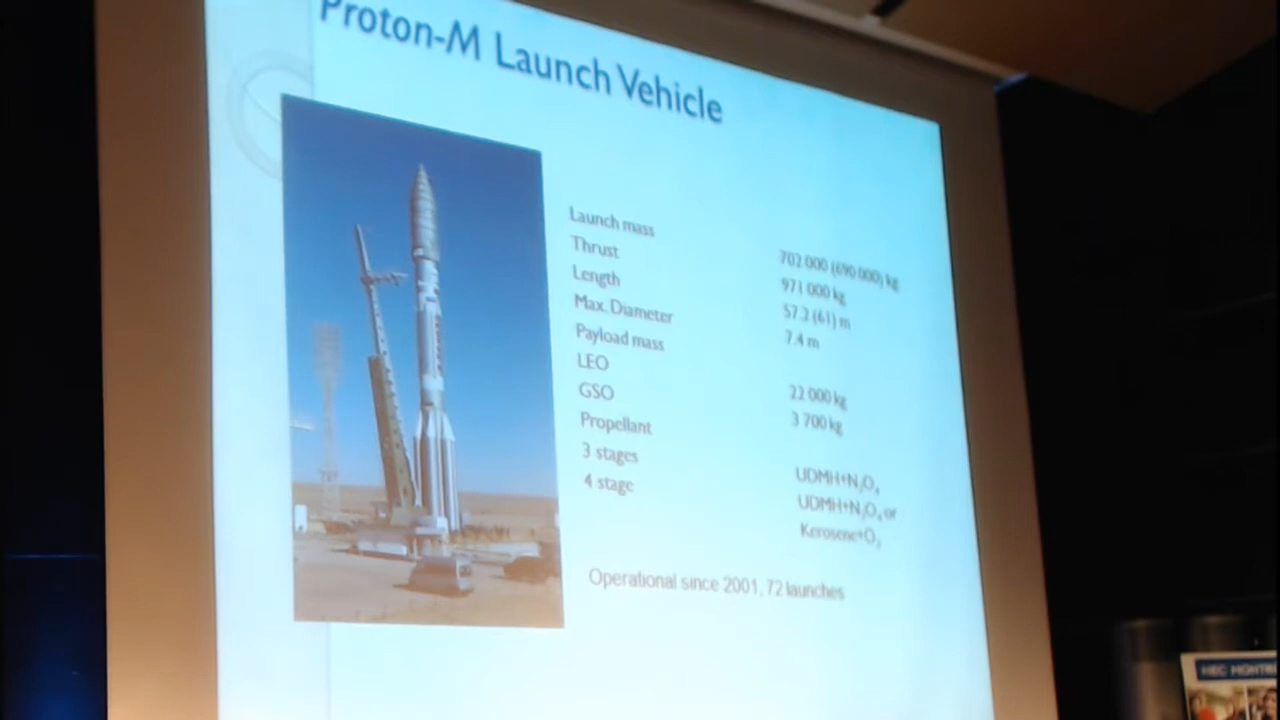 Proton-M Launch Vehicle
Launch mass 702 000 (690 000) kg
Thrust 971 000 kg
Length 57.2 (61) m
Max. Diameter 7.4 m
Payload mass
LEO 22 000 kg
GSO 3 700 kg
Propellant
3 stages UDMH+N₂O₄
4 stage UDMH+N₂O₄ or
Kerosene+O₂
Operational since 2001, 72 launches
HEC MONTR